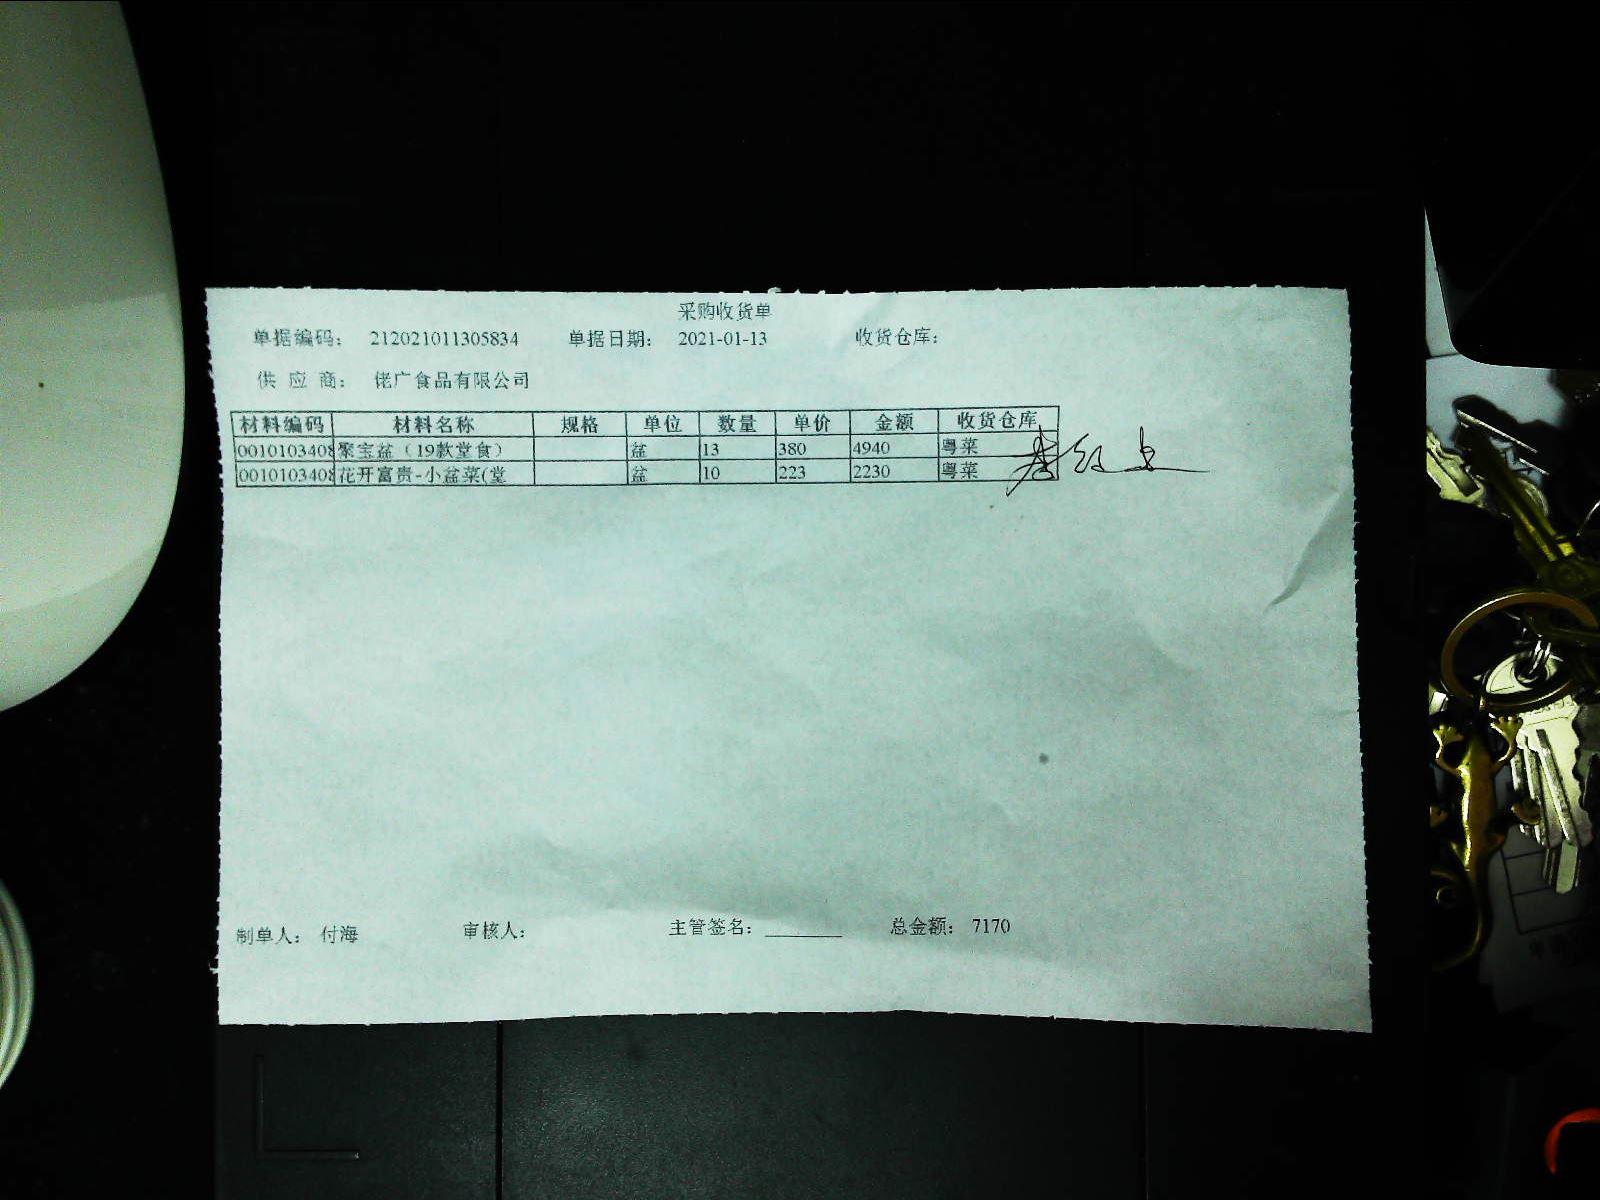 采购收货单
单据编码： 212021011305834 单据日期： 2021-01-13 收货仓库：
供 应 商： 佬广食品有限公司
材料编码 材料名称 规格 单位 数量 单价 金额 收货仓库
0010103408 聚宝盆（19款堂食） 盆 13 380 4940 粤菜
0010103408 花开富贵-小盆菜(堂 盆 10 223 2230 粤菜
制单人： 付海 审核人： 主管签名： 总金额： 7170